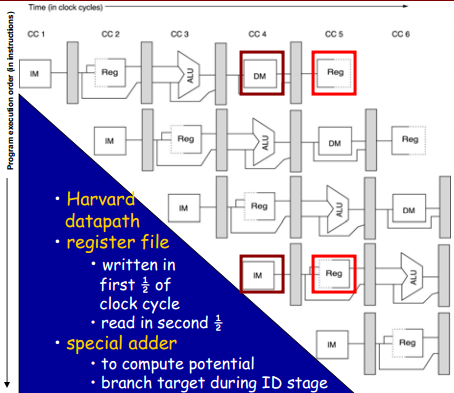 Time (in clock cycles)
CC 1 CC 2 CC 3 CC 4 CC 5 CC 6
Program execution order (in instructions)
IM Reg ALU DM Reg
IM Reg ALU DM Reg
IM Reg ALU DM
IM Reg ALU
IM Reg
• Harvard
datapath
• register file
• written in
first ½ of
clock cycle
• read in second ½
• special adder
• to compute potential
• branch target during ID stage